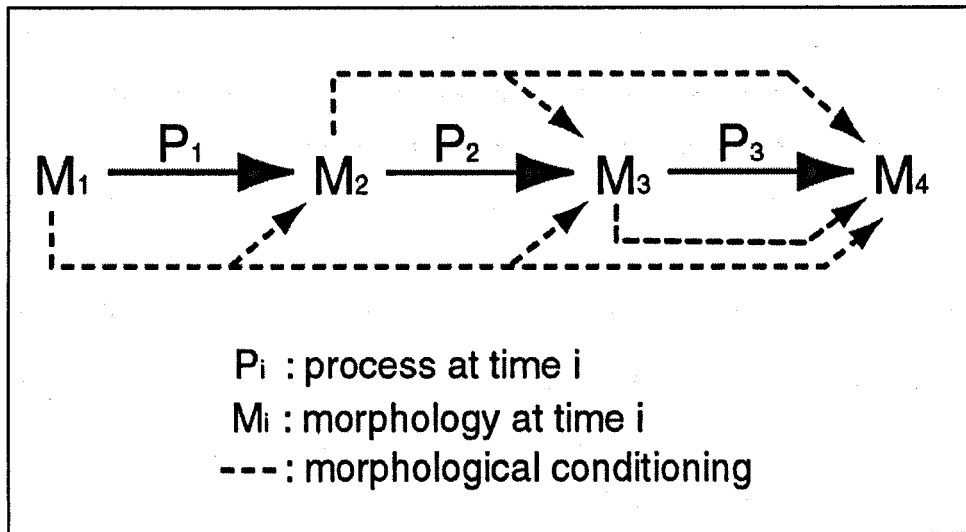 P₁ P₂ P₃
M₁ M₂ M₃ M₄
Pᵢ : process at time i
Mᵢ : morphology at time i
---: morphological conditioning